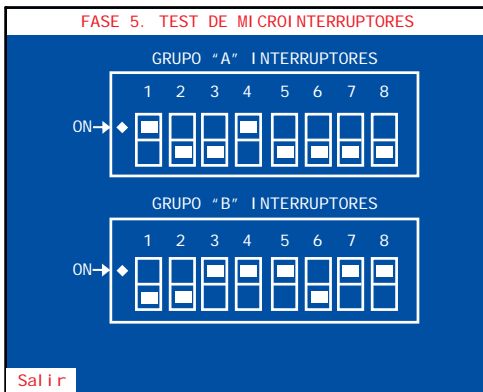 FASE 5. TEST DE MICROINTERRUPTORES
GRUPO “A” INTERRUPTORES
1 2 3 4 5 6 7 8
ON
GRUPO “B” INTERRUPTORES
1 2 3 4 5 6 7 8
ON
Salir